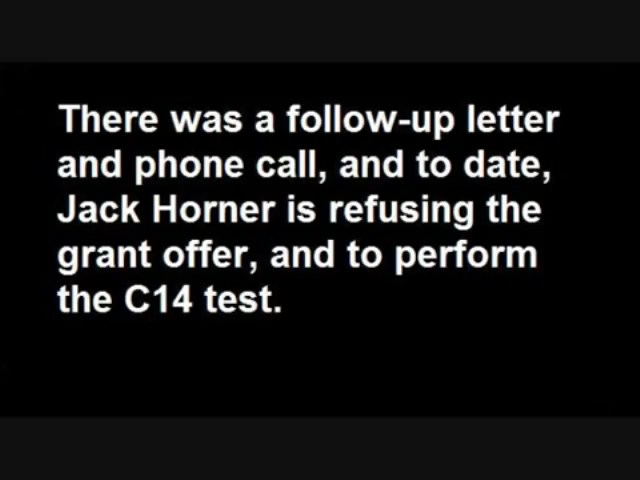 There was a follow-up letter
and phone call, and to date,
Jack Horner is refusing the
grant offer, and to perform
the C14 test.